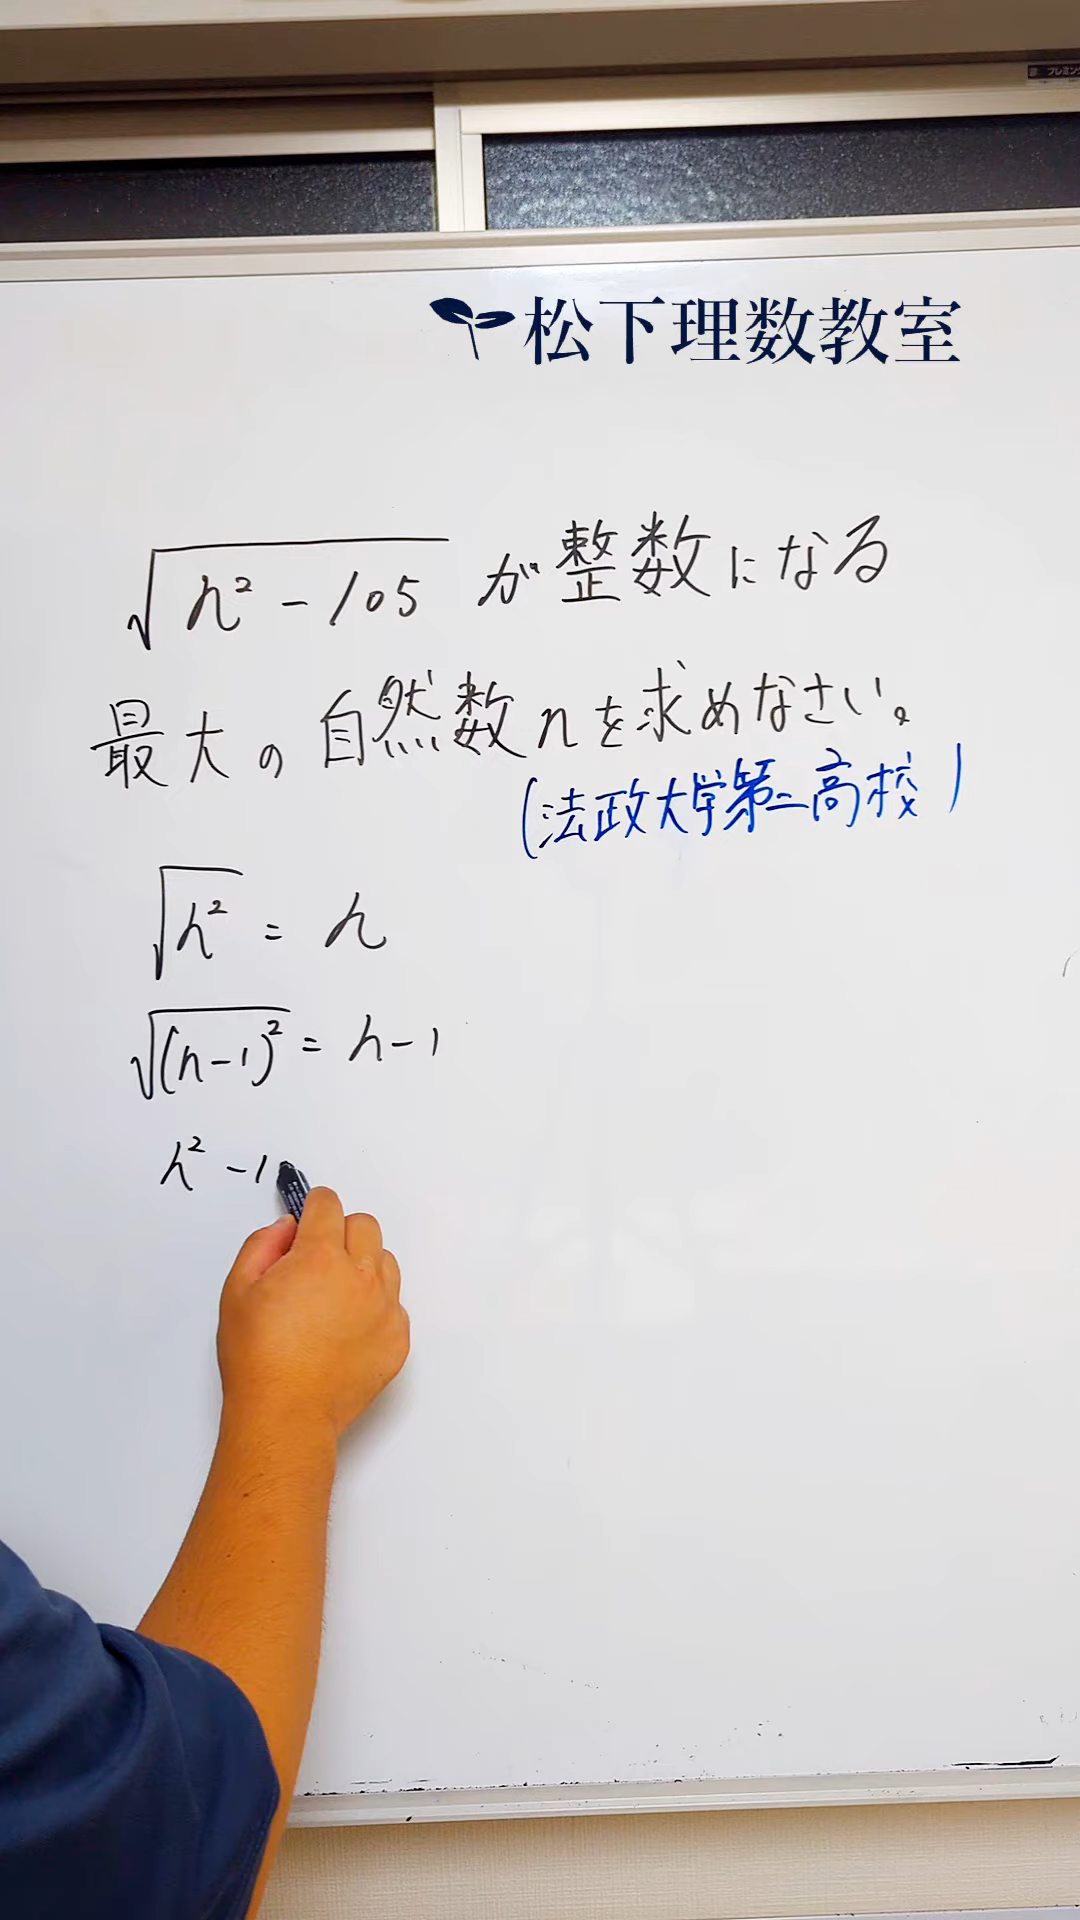 松下理数教室
√(n² - 105) が整数になる
最大の自然数nを求めなさい。
(法政大学第二高校)
√n² = n
√(n-1)² = n-1
n² - 1